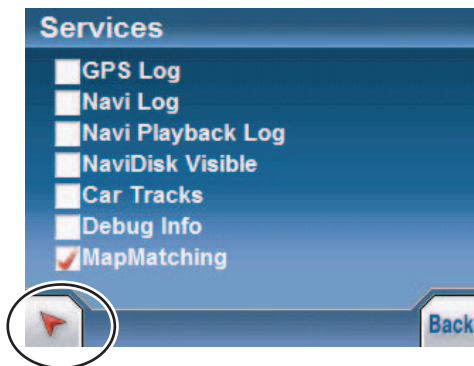 Services
GPS Log
Navi Log
Navi Playback Log
NaviDisk Visible
Car Tracks
Debug Info
MapMatching
Back